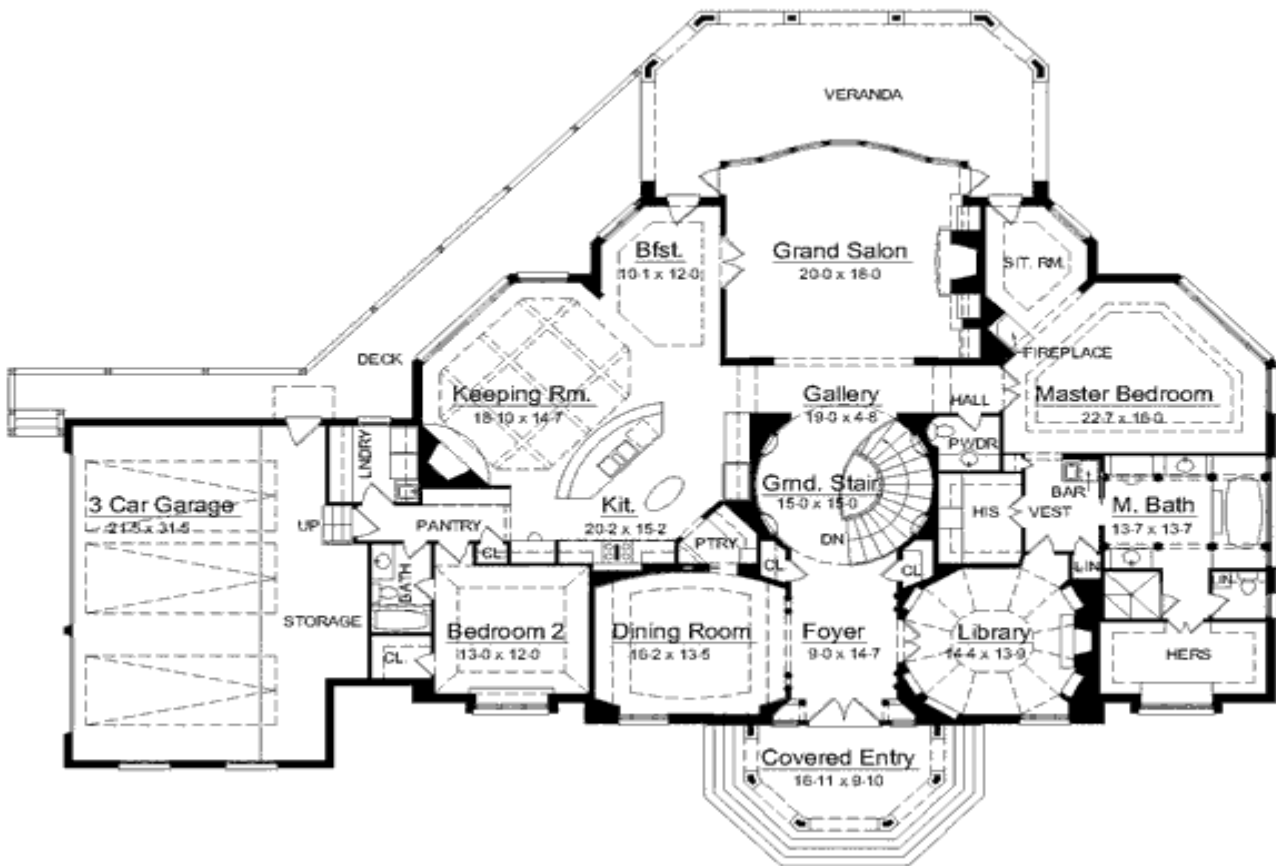 VERANDA
Bfst.
10-1 x 12-0
Grand Salon
20-0 x 18-0
SIT. RM.
DECK
FIREPLACE
Keeping Rm.
18-10 x 14-7
Gallery
19-0 x 4-8
HALL
Master Bedroom
22-7 x 16-0
PWDR
LNDRY
3 Car Garage
21-5 x 31-5
Grnd. Stair
15-0 x 15-0
BAR
UP
PANTRY
Kit.
20-2 x 15-2
HIS
VEST
M. Bath
13-7 x 13-7
DN
PTRY
CL
CL
CL
LIN
LIN
BATH
STORAGE
Bedroom 2
13-0 x 12-0
Dining Room
16-2 x 13-5
Foyer
9-0 x 14-7
Library
14-4 x 13-9
HERS
CL
Covered Entry
16-11 x 9-10